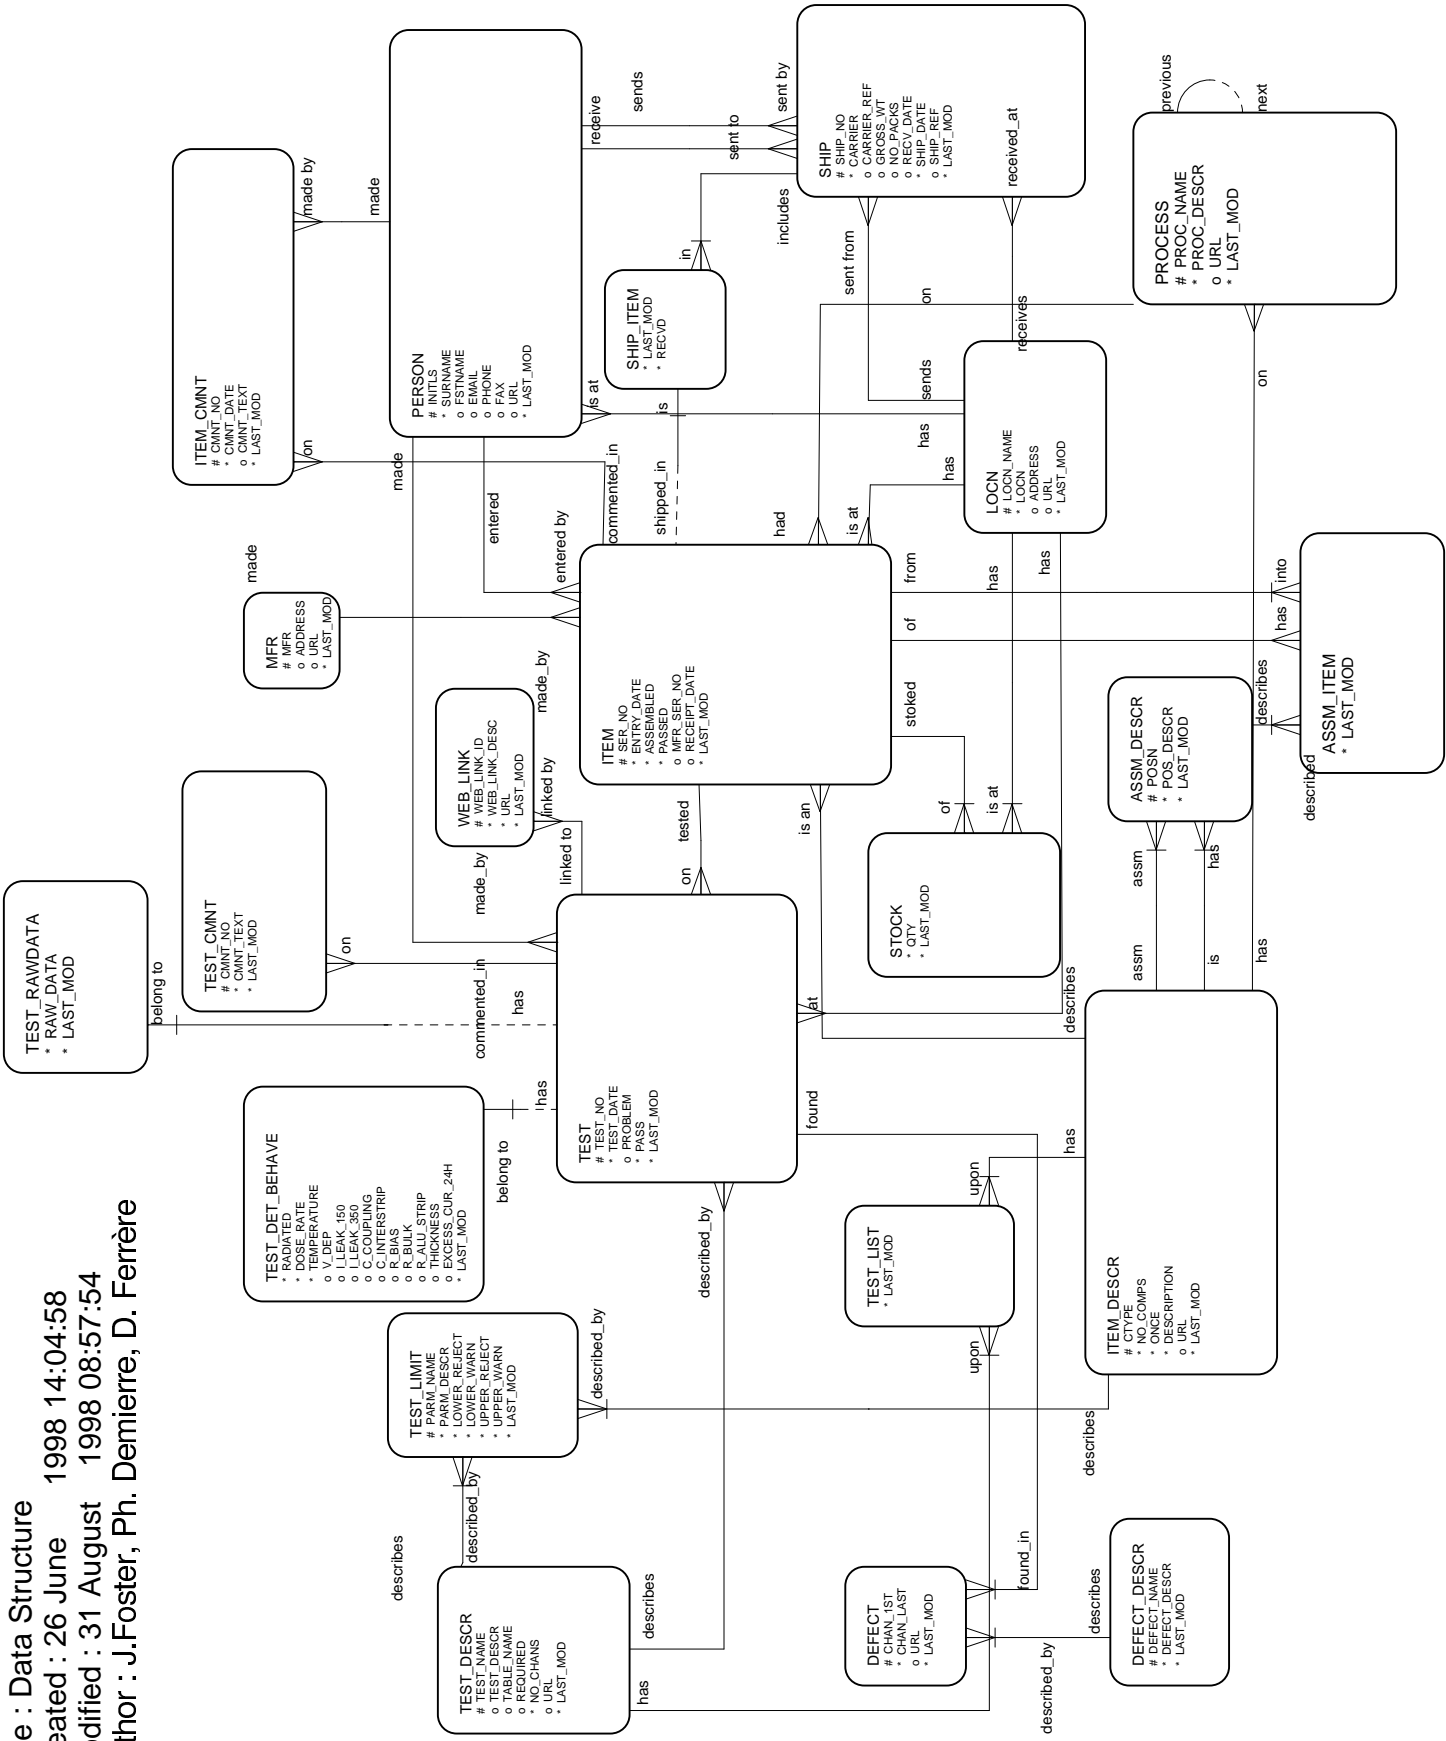 e : Data Structure
eated : 26 June 1998 14:04:58
dified : 31 August 1998 08:57:54
thor : J.Foster, Ph. Demierre, D. Ferrère
TEST_RAWDATA
* RAW_DATA
* LAST_MOD
belong to
has
TEST_CMNT
# CMNT_NO
* CMNT_TEXT
* LAST_MOD
on
commented_in
ITEM_CMNT
# CMNT_NO
* CMNT_DATE
o CMNT_TEXT
* LAST_MOD
on
made by
made
TEST_DET_BEHAVE
* RADIATED
* DOSE_RATE
* TEMPERATURE
o V_DEP
o I_LEAK_150
o I_LEAK_350
o C_COUPLING
o C_INTERSTRIP
o R_BIAS
o R_BULK
o R_ALU_STRIP
o THICKNESS
o EXCESS_CUR_24H
* LAST_MOD
belong to
has
MFR
# MFR
o ADDRESS
o URL
* LAST_MOD
made
made_by
PERSON
# INITLS
* SURNAME
o FSTNAME
o EMAIL
o PHONE
o FAX
o URL
* LAST_MOD
made
entered
is at
receive
sends
TEST_LIMIT
# PARM_NAME
* PARM_DESCR
* LOWER_REJECT
* LOWER_WARN
* UPPER_REJECT
* UPPER_WARN
* LAST_MOD
described_by
described_by
describes
TEST_DESCR
# TEST_NAME
o TEST_DESCR
o TABLE_NAME
o REQUIRED
* NO_CHANS
o URL
* LAST_MOD
describes
has
WEB_LINK
# WEB_LINK_ID
* WEB_LINK_DESC
* URL
* LAST_MOD
linked by
linked to
made_by
TEST
# TEST_NO
* TEST_DATE
o PROBLEM
* PASS
* LAST_MOD
described_by
found
at
on
tested
ITEM
# SER_NO
* ENTRY_DATE
* ASSEMBLED
* PASSED
o MFR_SER_NO
o RECEIPT_DATE
* LAST_MOD
entered by
commented_in
shipped_in
had
is at
from
of
stoked
is an
SHIP_ITEM
* LAST_MOD
* RECVD
is
in
SHIP
# SHIP_NO
* CARRIER
o CARRIER_REF
o GROSS_WT
o NO_PACKS
o RECV_DATE
* SHIP_DATE
o SHIP_REF
* LAST_MOD
sent by
sent to
includes
sent from
received_at
LOCN
# LOCN_NAME
* LOCN
o ADDRESS
o URL
* LAST_MOD
sends
receives
has
has
has
has
STOCK
* QTY
* LAST_MOD
of
is at
TEST_LIST
* LAST_MOD
upon
upon
DEFECT
# CHAN_1ST
* CHAN_LAST
o URL
* LAST_MOD
found_in
described_by
DEFECT_DESCR
# DEFECT_NAME
* DEFECT_DESCR
* LAST_MOD
describes
ITEM_DESCR
# CTYPE
* NO_COMPS
* ONCE
* DESCRIPTION
o URL
* LAST_MOD
describes
has
describes
assm
is
has
ASSM_DESCR
# POSN
* POS_DESCR
* LAST_MOD
assm
has
describes
ASSM_ITEM
* LAST_MOD
described
has
into
PROCESS
# PROC_NAME
* PROC_DESCR
o URL
* LAST_MOD
previous
next
on
on